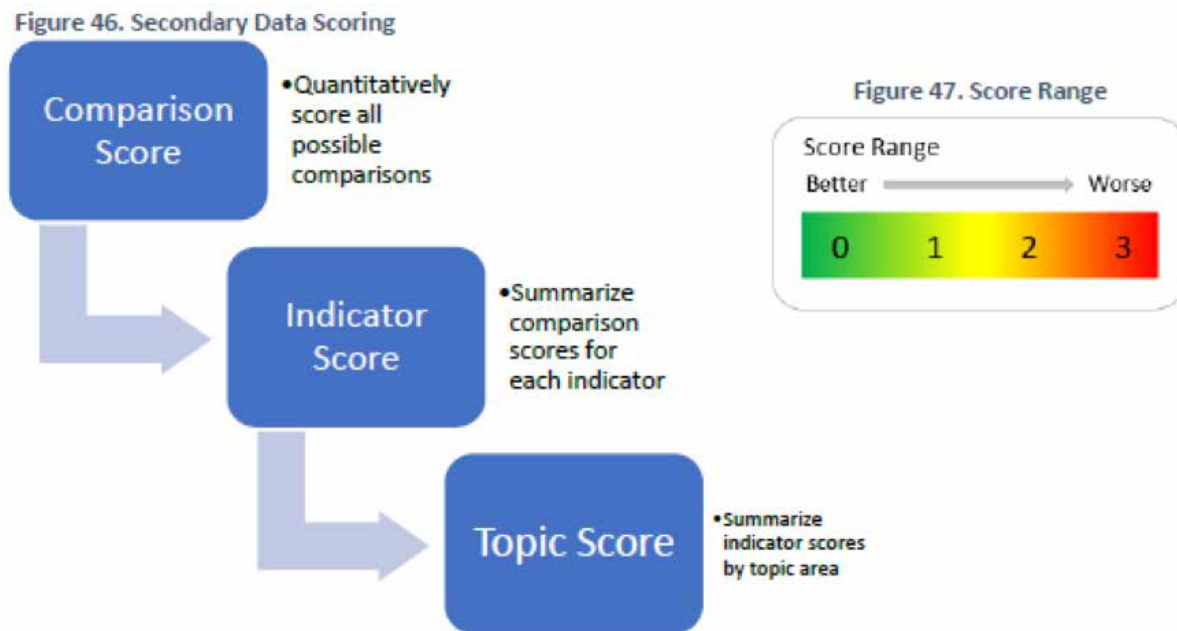 Figure 46. Secondary Data Scoring
Comparison
Score
•Quantitatively
score all
possible
comparisons
Figure 47. Score Range
Score Range
Better
Worse
0 1 2 3
Indicator
Score
•Summarize
comparison
scores for
each indicator
Topic Score
•Summarize
indicator scores
by topic area